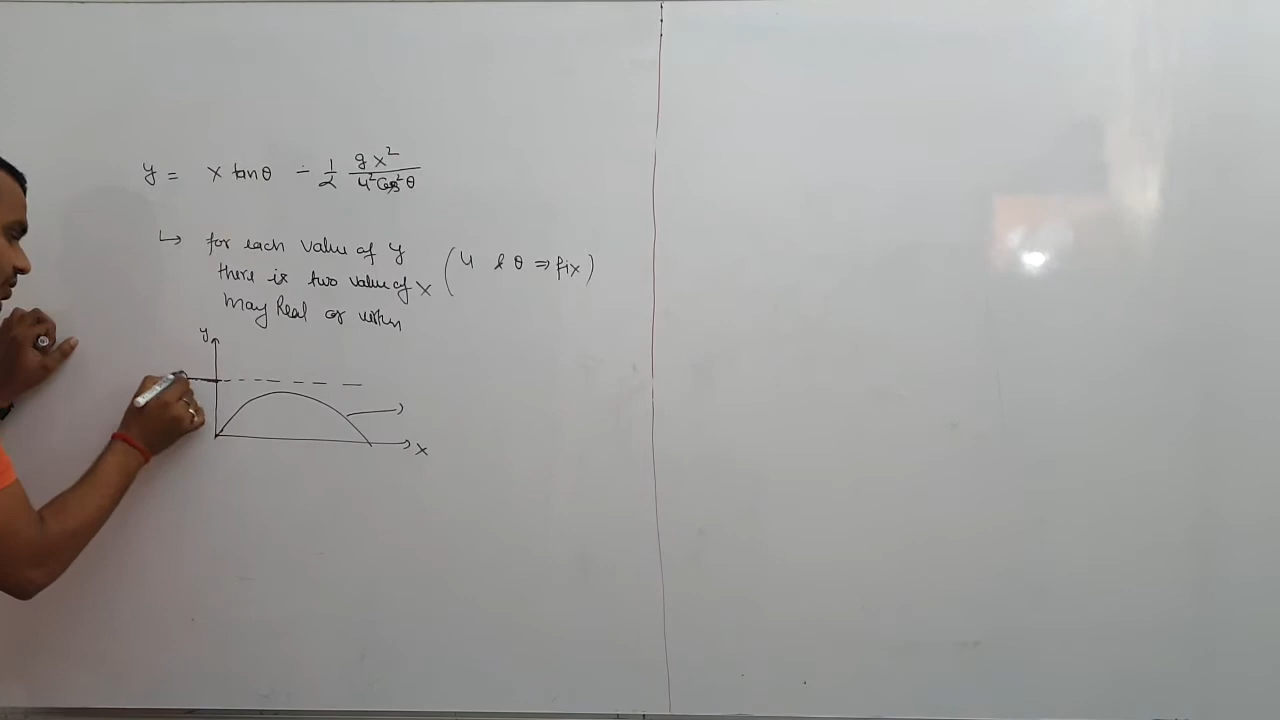 y = x tanθ - 1/2 gx²/u²Cos²θ
↳ for each value of y
there is two value of x (u & θ ⇒ fix)
may Real or
y
x